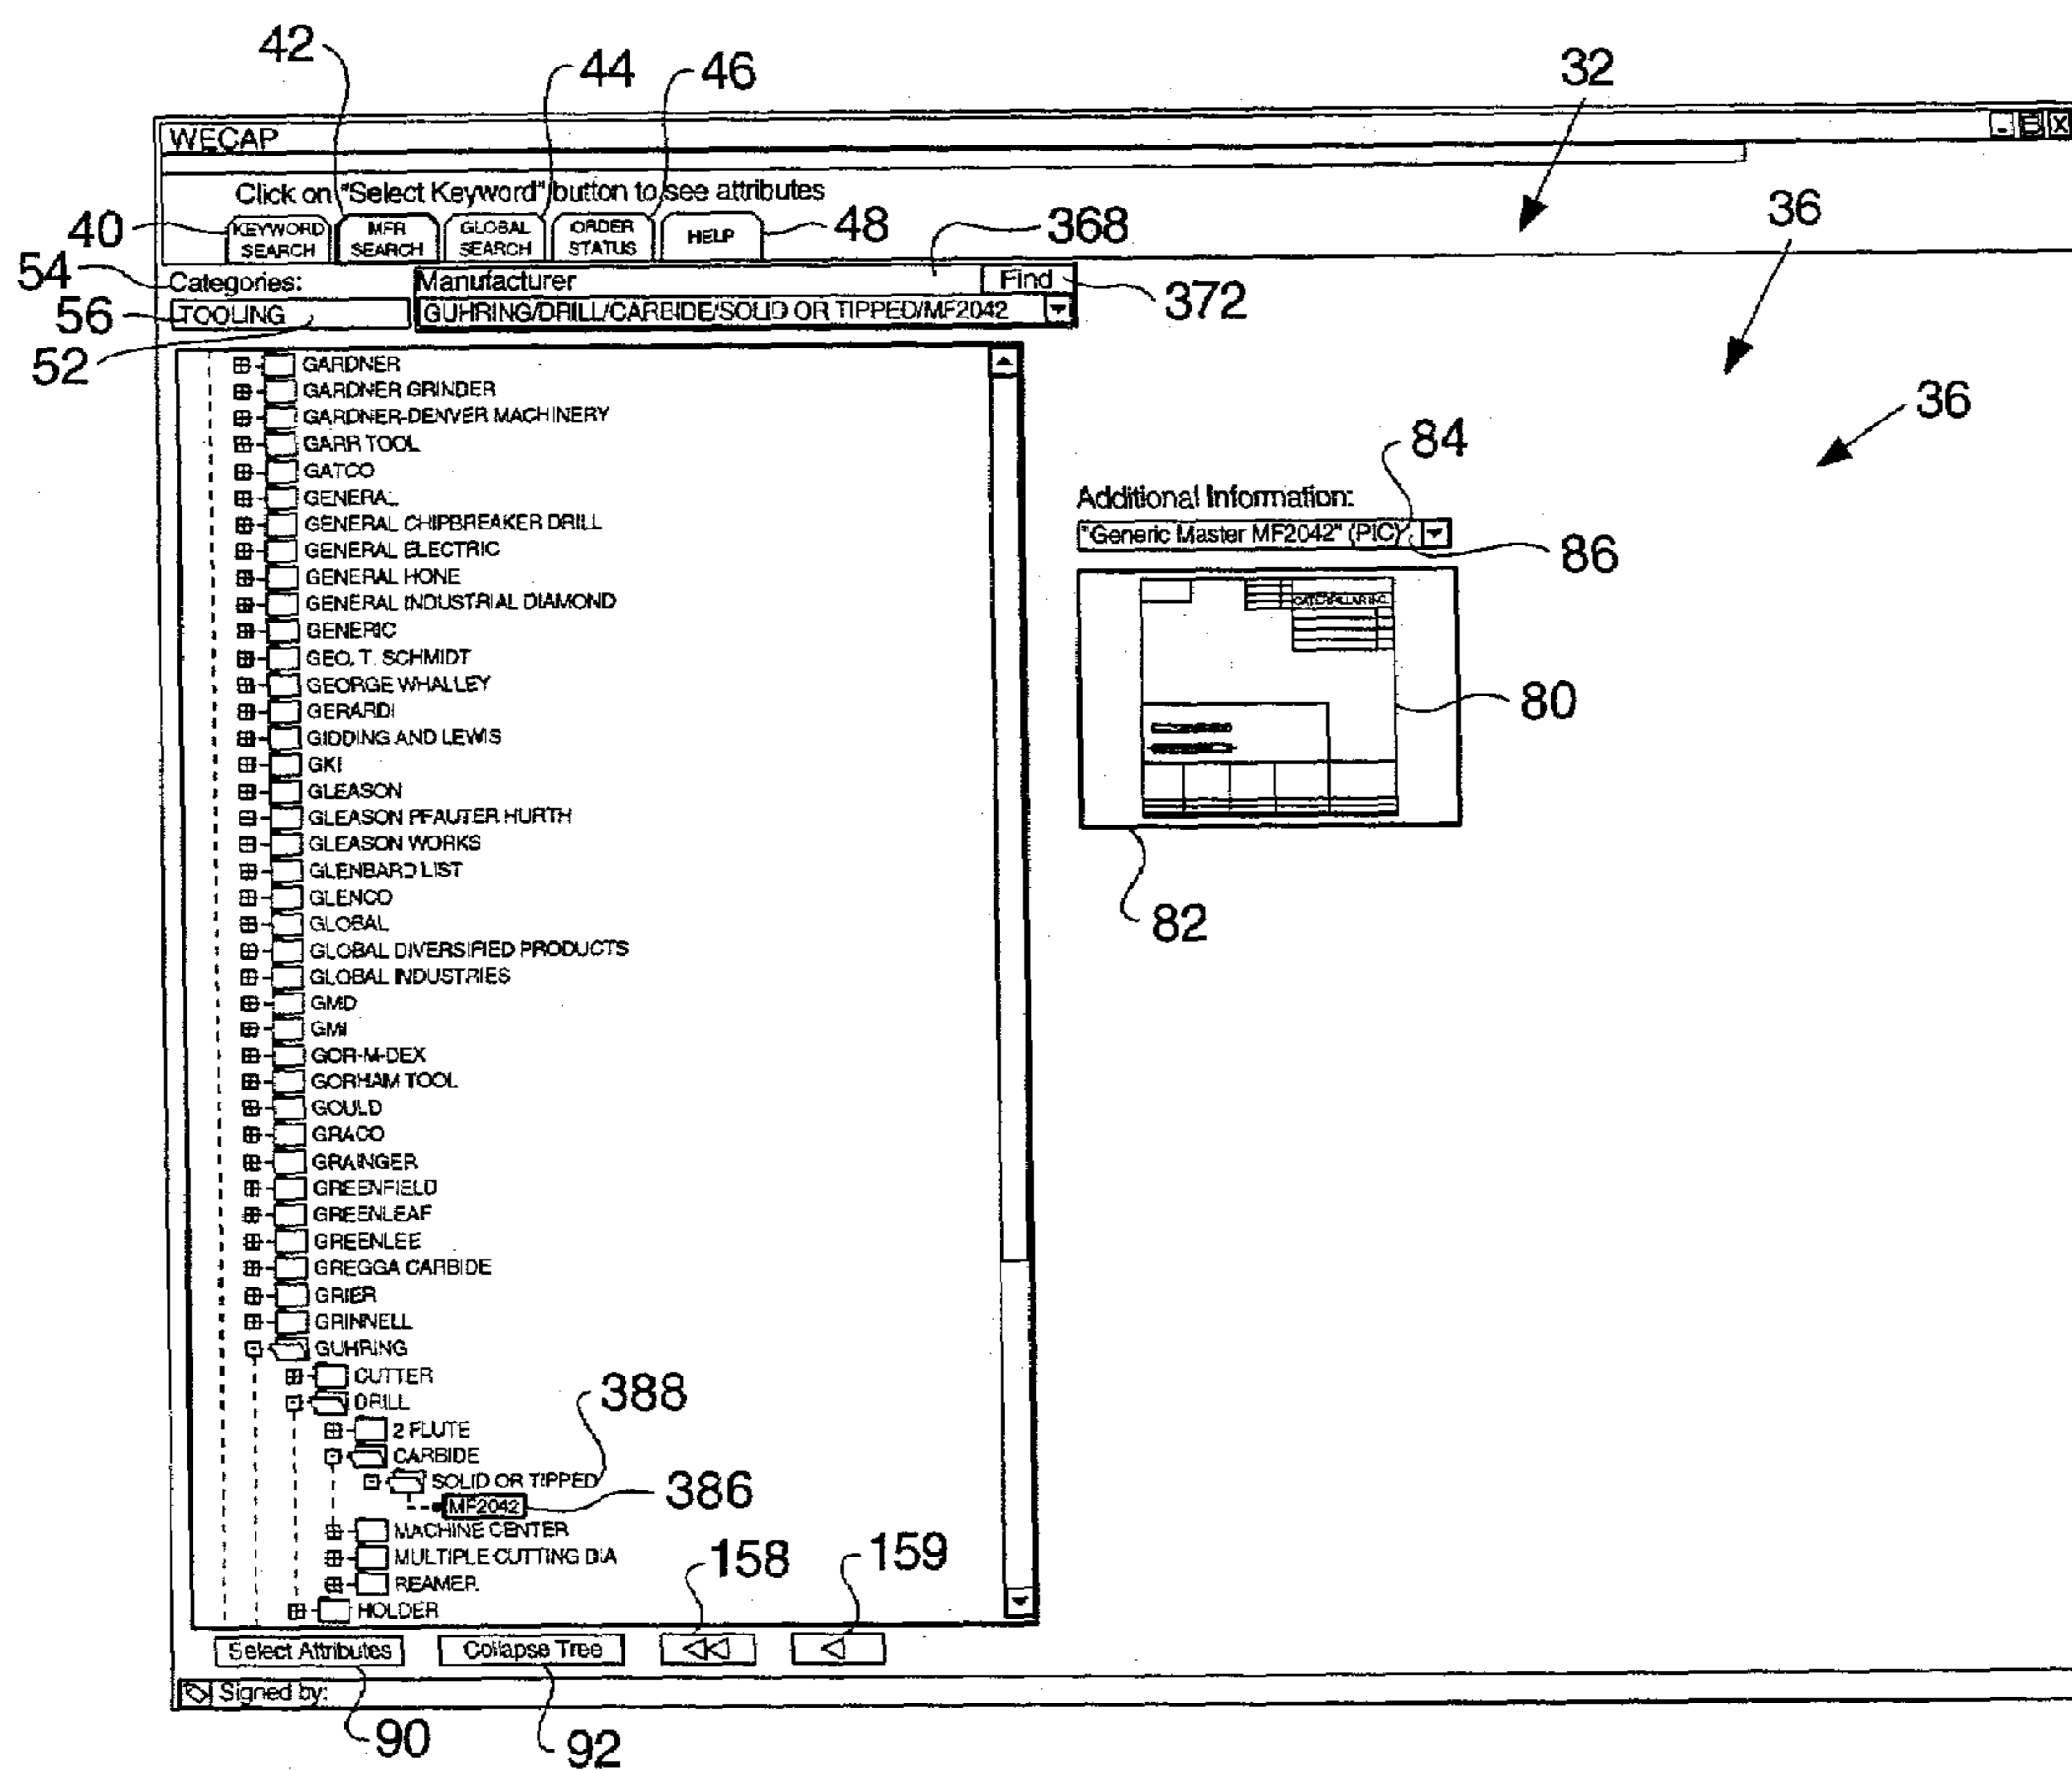 42
44
46
32
WECAP
Click on "Select Keyword" button to see attributes
36
40
KEYWORD SEARCH
MFR SEARCH
GLOBAL SEARCH
ORDER STATUS
HELP
48
368
54
Categories:
Manufacturer
Find
372
56
TOOLING
GUHRING/DRILL/CARBIDE/SOLID OR TIPPED/MF2042
52
36
GARDNER
GARDNER GRINDER
GARDNER-DENVER MACHINERY
GARR TOOL
GATCO
GENERAL
GENERAL CHIPBREAKER DRILL
GENERAL ELECTRIC
GENERAL HONE
GENERAL INDUSTRIAL DIAMOND
GENERIC
GEO. T. SCHMIDT
GEORGE WHALLEY
GERARDI
GIDDING AND LEWIS
GKI
GLEASON
GLEASON PFAUTER HURTH
GLEASON WORKS
GLENBARD LIST
GLENCO
GLOBAL
GLOBAL DIVERSIFIED PRODUCTS
GLOBAL INDUSTRIES
GMD
GMI
GOR-M-DEX
GORHAM TOOL
GOULD
GRACO
GRAINGER
GREENFIELD
GREENLEAF
GREENLEE
GREGGA CARBIDE
GRIER
GRINNELL
GUHRING
CUTTER
DRILL
2 FLUTE
CARBIDE
SOLID OR TIPPED
MF2042
MACHINE CENTER
MULTIPLE CUTTING DIA
REAMER
HOLDER
388
386
84
Additional Information:
"Generic Master MF2042" (PIC)
86
CATERPILLAR INC.
80
82
158
159
Select Attributes
Collapse Tree
Signed by:
90
92